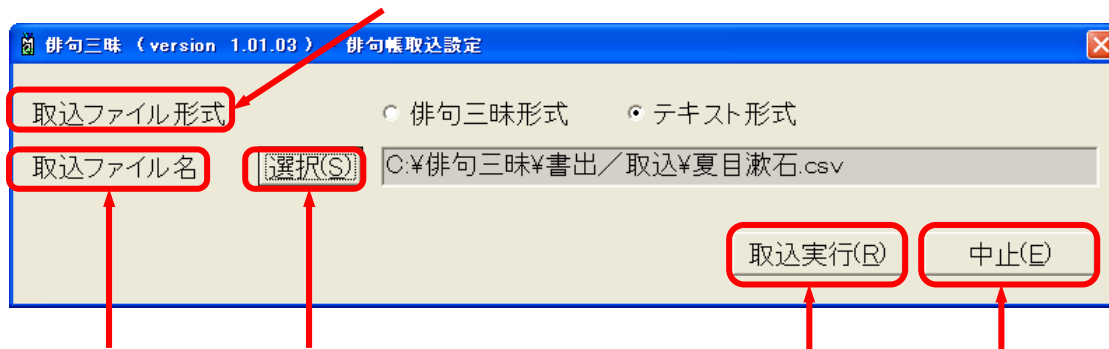 俳句三昧 (version 1.01.03) - 俳句帳取込設定
取込ファイル形式 俳句三昧形式 テキスト形式
取込ファイル名 選択(S) C:¥俳句三昧¥書出／取込¥夏目漱石.csv
取込実行(R) 中止(E)